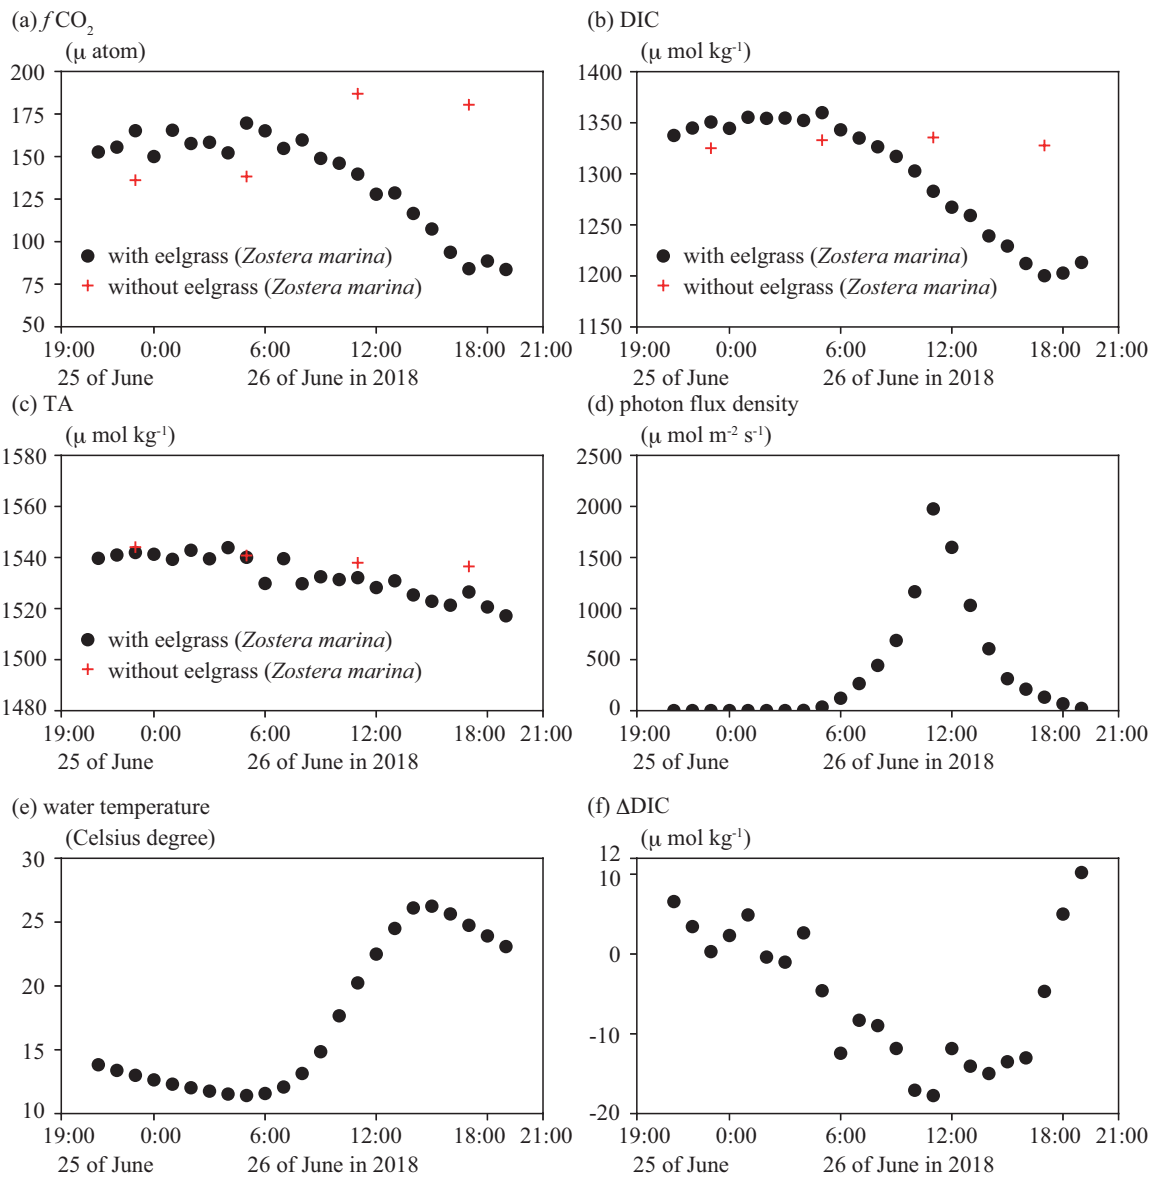 (a) fCO2
(μ atom)
200
175
150
125
100
75
50
with eelgrass (Zostera marina)
without eelgrass (Zostera marina)
19:00 0:00 6:00 12:00 18:00 21:00
25 of June 26 of June in 2018
(b) DIC
(μ mol kg-1)
1400
1350
1300
1250
1200
1150
with eelgrass (Zostera marina)
without eelgrass (Zostera marina)
19:00 0:00 6:00 12:00 18:00 21:00
25 of June 26 of June in 2018
(c) TA
(μ mol kg-1)
1580
1560
1540
1520
1500
1480
with eelgrass (Zostera marina)
without eelgrass (Zostera marina)
19:00 0:00 6:00 12:00 18:00 21:00
25 of June 26 of June in 2018
(d) photon flux density
(μ mol m-2 s-1)
2500
2000
1500
1000
500
0
19:00 0:00 6:00 12:00 18:00 21:00
25 of June 26 of June in 2018
(e) water temperature
(Celsius degree)
30
25
20
15
10
19:00 0:00 6:00 12:00 18:00 21:00
25 of June 26 of June in 2018
(f) ΔDIC
(μ mol kg-1)
12
10
0
-10
-20
19:00 0:00 6:00 12:00 18:00 21:00
25 of June 26 of June in 2018